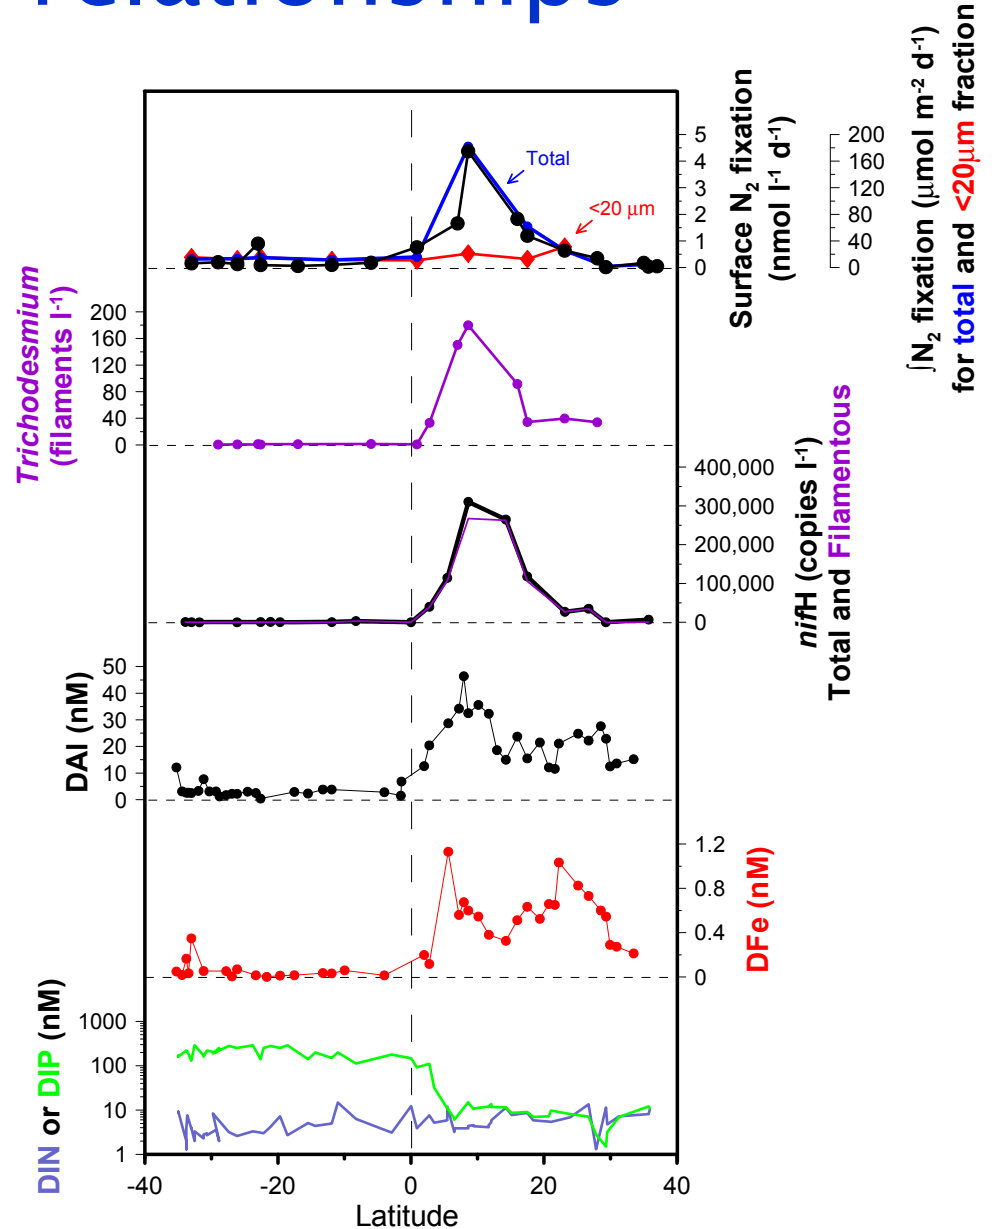 relationships
Surface N₂ fixation
(nmol l⁻¹ d⁻¹)
∫N₂ fixation (μmol m⁻² d⁻¹)
for total and <20μm fraction
Total
<20 μm
5
4
3
2
1
0
200
160
120
80
40
0
Trichodesmium
(filaments l⁻¹)
200
160
120
80
40
0
nifH (copies l⁻¹)
Total and Filamentous
400,000
300,000
200,000
100,000
0
DAl (nM)
50
40
30
20
10
0
DFe (nM)
1.2
0.8
0.4
0
DIN or DIP (nM)
1000
100
10
1
-40
-20
0
20
40
Latitude